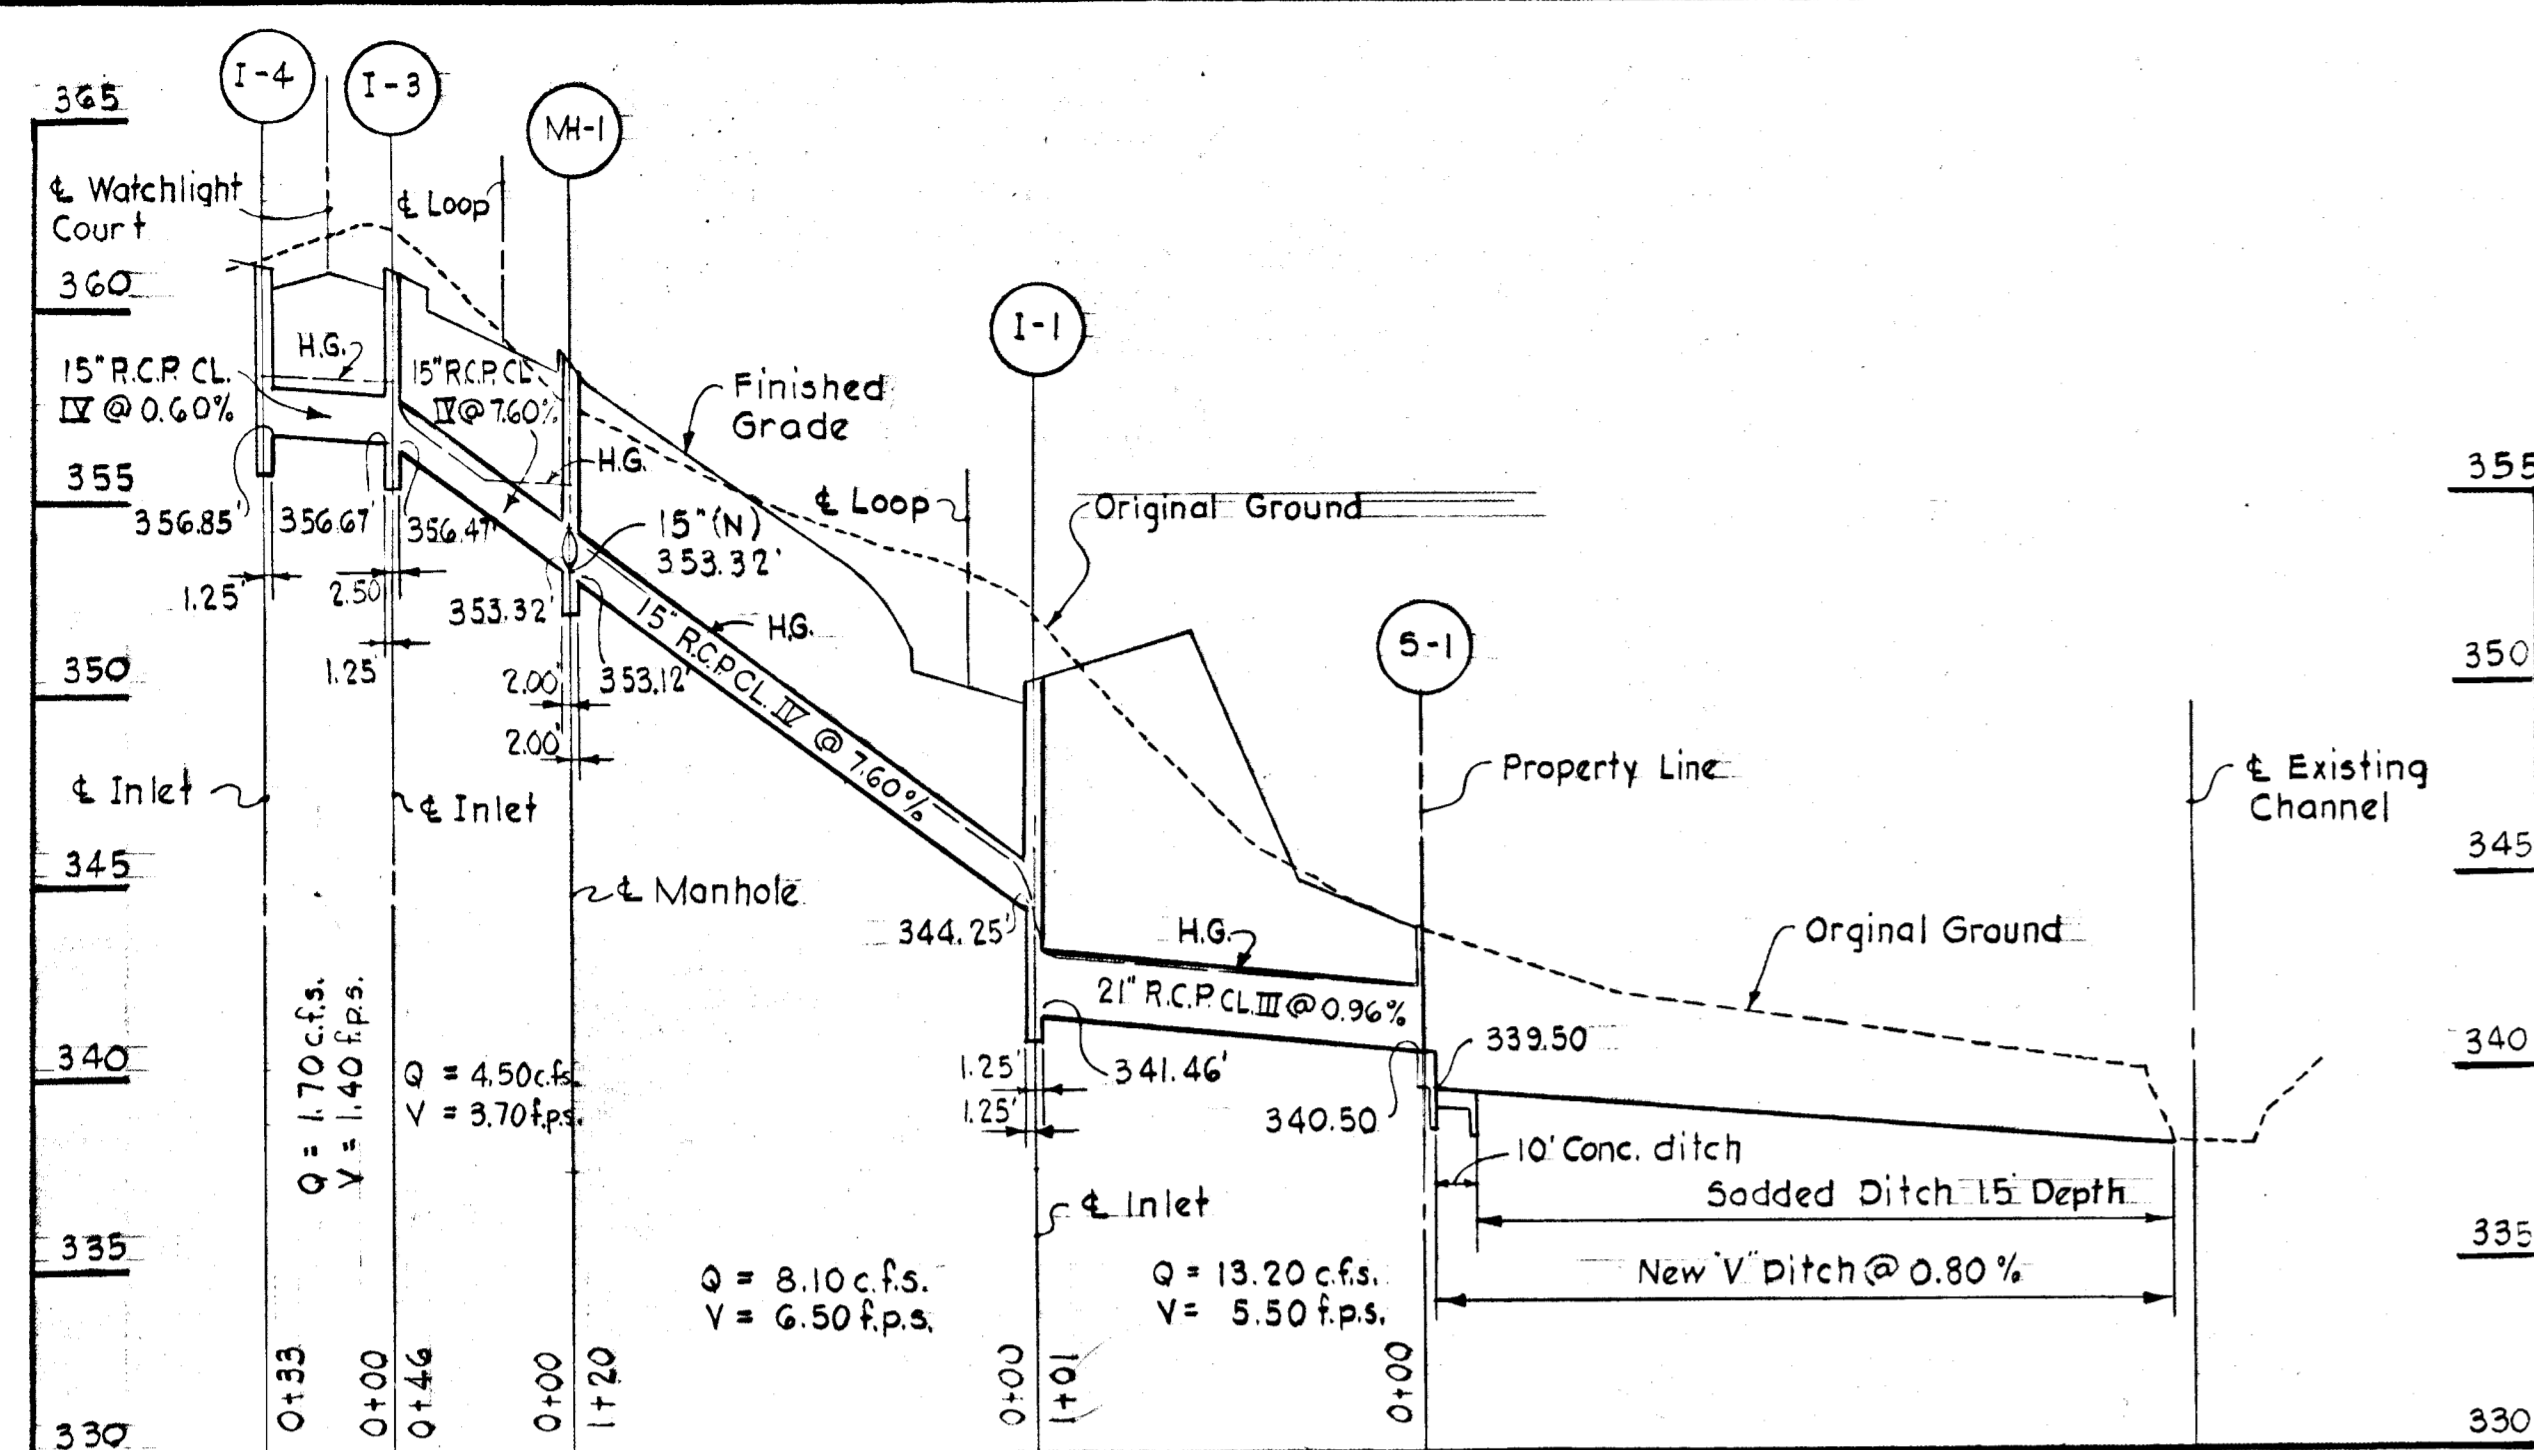 I-4
I-3
MH-1
365
℄ Watchlight
Court
℄ Loop
360
H.G.
15" R.C.P. CL.
IV @ 0.60%
15" R.C.P. CL
IV @ 7.60%
I-1
Finished
Grade
H.G.
355
356.85'
356.67'
356.47'
15" (N)
353.32'
℄ Loop
Original Ground
355
1.25'
2.50'
353.32'
H.G.
S-1
15" R.C.P. CL. IV @ 7.60%
350
1.25'
2.00'
353.12'
350
2.00'
℄ Inlet
℄ Inlet
Property Line
℄ Existing
Channel
345
℄ Manhole
345
344.25'
H.G.
Orginal Ground
21" R.C.P. CL. III @ 0.96%
339.50
340
Q = 1.70 c.f.s.
V = 1.40 f.p.s.
Q = 4.50 c.f.s.
V = 3.70 f.p.s.
1.25'
341.46'
340
1.25'
340.50
10' Conc. ditch
Sodded Ditch 1.5' Depth
℄ Inlet
335
335
Q = 8.10 c.f.s.
V = 6.50 f.p.s.
Q = 13.20 c.f.s.
V = 5.50 f.p.s.
New "V" Ditch @ 0.80 %
0+33
0+00
0+46
0+00
1+20
0+00
1+01
0+00
330
330